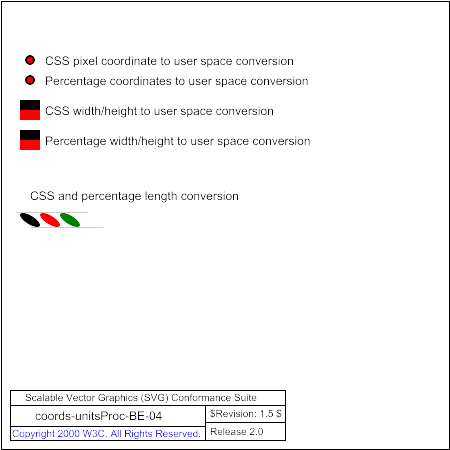 CSS pixel coordinate to user space conversion
Percentage coordinates to user space conversion
CSS width/height to user space conversion
Percentage width/height to user space conversion
CSS and percentage length conversion
Scalable Vector Graphics (SVG) Conformance Suite
coords-unitsProc-BE-04
$Revision: 1.5 $
Copyright 2000 W3C. All Rights Reserved.
Release 2.0